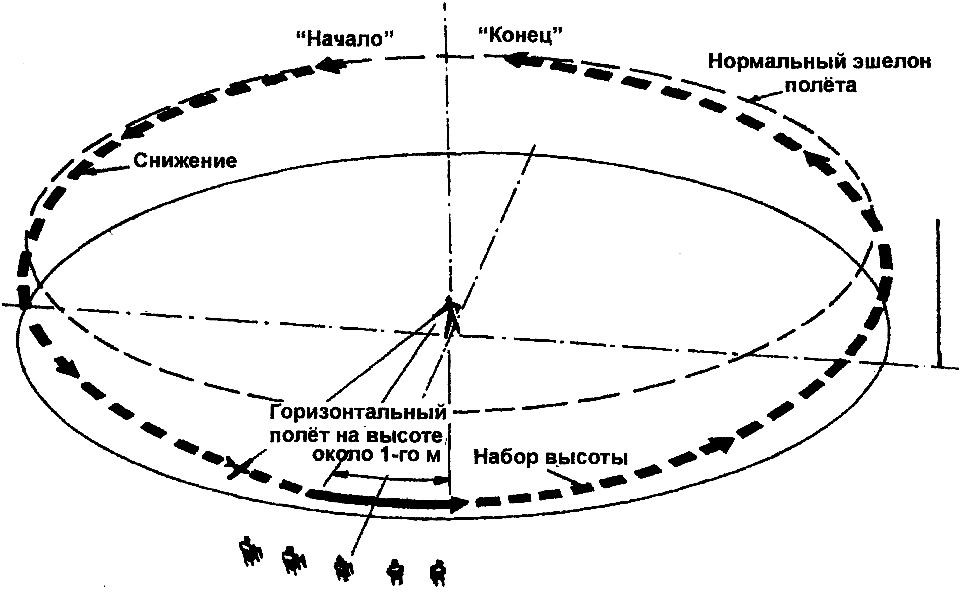 “Начало”
“Конец”
Нормальный эшелон
полёта
Снижение
Горизонтальный
полёт на высоте
около 1-го м
Набор высоты